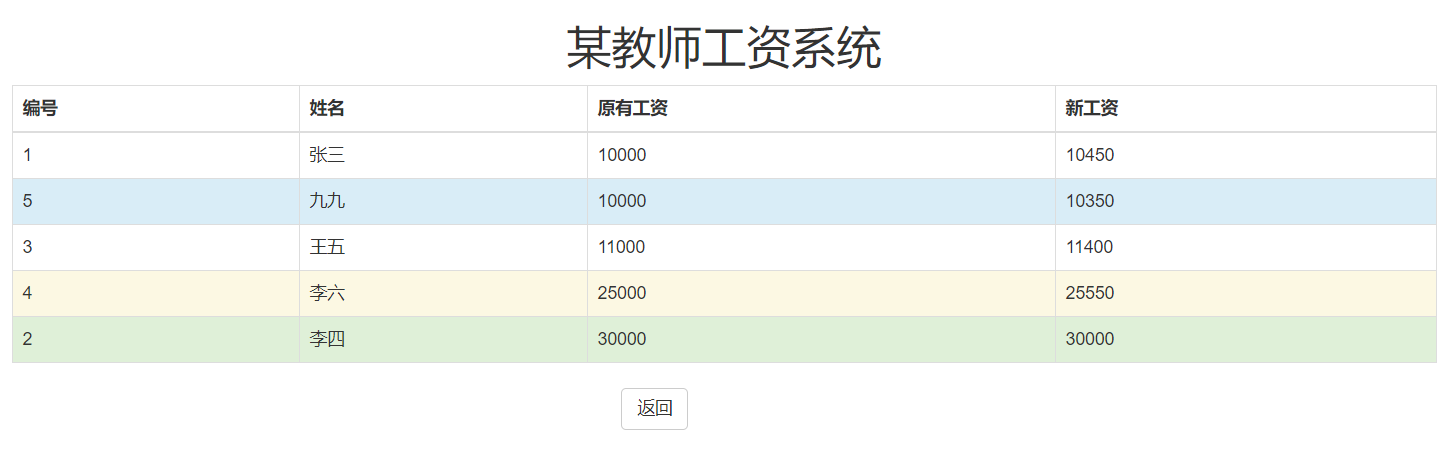 某教师工资系统
编号 姓名 原有工资 新工资
1 张三 10000 10450
5 九九 10000 10350
3 王五 11000 11400
4 李六 25000 25550
2 李四 30000 30000
返回